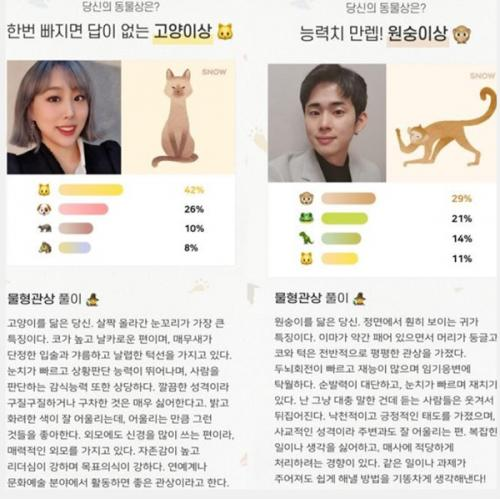 당신의 동물상은?
한번 빠지면 답이 없는 고양이상
SNOW
42%
26%
10%
8%
물형관상 풀이
고양이를 닮은 당신. 살짝 올라간 눈꼬리가 가장 큰
특징이다. 코가 높고 날카로운 편이며, 매무새가
단정한 입술과 갸름하고 날렵한 턱선을 가지고 있다.
눈치가 빠르고 상황판단 능력이 뛰어나며, 사람을
판단하는 감식능력 또한 상당하다. 깔끔한 성격이라
구질구질하거나 구차한 것은 매우 싫어한다고. 밝고
화려한 색이 잘 어울리는데, 어울리는 만큼 그런
것들을 좋아한다. 외모에도 신경을 많이 쓰는 편이라,
매력적인 외모를 가지고 있다. 자존감이 높고
리더십이 강하며 목표의식이 강하다. 연예계나
문화예술 분야에서 활동하면 좋은 관상이라고 한다.
당신의 동물상은?
능력치 만렙! 원숭이상
SNOW
29%
21%
14%
11%
물형관상 풀이
원숭이를 닮은 당신. 정면에서 훤히 보이는 귀가
특징이다. 이마가 약간 패어 있으면서 머리가 둥글고
코와 턱은 전반적으로 평평한 관상을 가졌다.
두뇌회전이 빠르고 재능이 많으며 임기응변에
탁월하다. 순발력이 대단하고, 눈치가 빠르며 재치가
있다. 난 그냥 대충 말한 건데 듣는 사람들은 웃겨서
뒤집어진다. 낙천적이고 긍정적인 태도를 가졌으며,
사교적인 성격이라 주변과도 잘 어울리는 편. 복잡한
일이나 생각을 싫어하고, 매사에 적당하게
처리하려는 경향이 있다. 같은 일이나 과제가
주어져도 쉽게 해낼 방법을 기똥차게 생각해낸다!